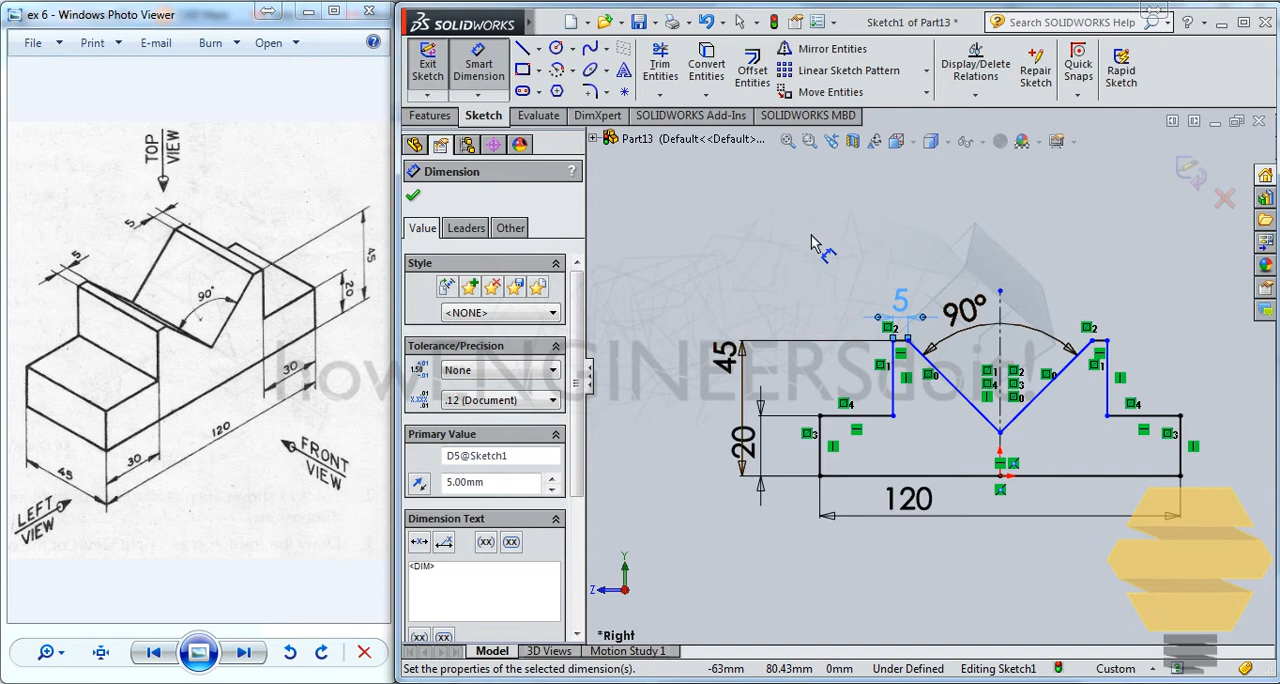 ex 6 - Windows Photo Viewer
File Print E-mail Burn Open
TOP VIEW
5
5
90°
45
20
30
120
30
45
FRONT VIEW
LEFT VIEW
SOLIDWORKS
Sketch1 of Part13 *
Search SOLIDWORKS Help
Exit Sketch
Smart Dimension
Trim Entities
Convert Entities
Offset Entities
Mirror Entities
Linear Sketch Pattern
Move Entities
Display/Delete Relations
Repair Sketch
Quick Snaps
Rapid Sketch
Features Sketch Evaluate DimXpert SOLIDWORKS Add-Ins SOLIDWORKS MBD
Part13 (Default<<Default>...
Dimension
?
Value Leaders Other
Style
<NONE>
Tolerance/Precision
None
.12 (Document)
Primary Value
D5@Sketch1
5.00mm
Dimension Text
<DIM>
howENGINEERSdoit!
5
90°
45
20
120
Y
Z
*Right
Model 3D Views Motion Study 1
Set the properties of the selected dimension(s). -63mm 80.43mm 0mm Under Defined Editing Sketch1 Custom